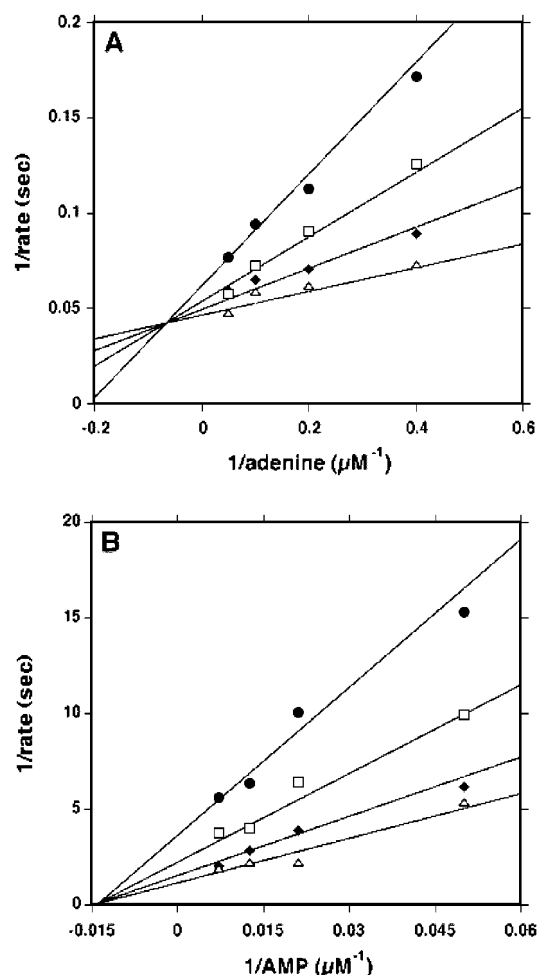 A
0.2
0.15
0.1
0.05
0
1/rate (sec)
-0.2 0 0.2 0.4 0.6
1/adenine (µM⁻¹)
B
20
15
10
5
0
1/rate (sec)
-0.015 0 0.015 0.03 0.045 0.06
1/AMP (µM⁻¹)